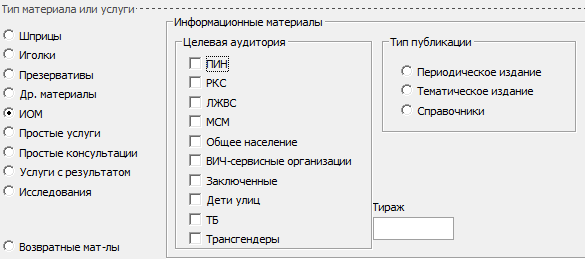 Тип материала или услуги
Шприцы
Иголки
Презервативы
Др. материалы
ИОМ
Простые услуги
Простые консультации
Услуги с результатом
Исследования
Возвратные мат-лы
Информационные материалы
Целевая аудитория
ПИН
РКС
ЛЖВС
МСМ
Общее население
ВИЧ-сервисные организации
Заключенные
Дети улиц
ТБ
Трансгендеры
Тип публикации
Периодическое издание
Тематическое издание
Справочники
Тираж